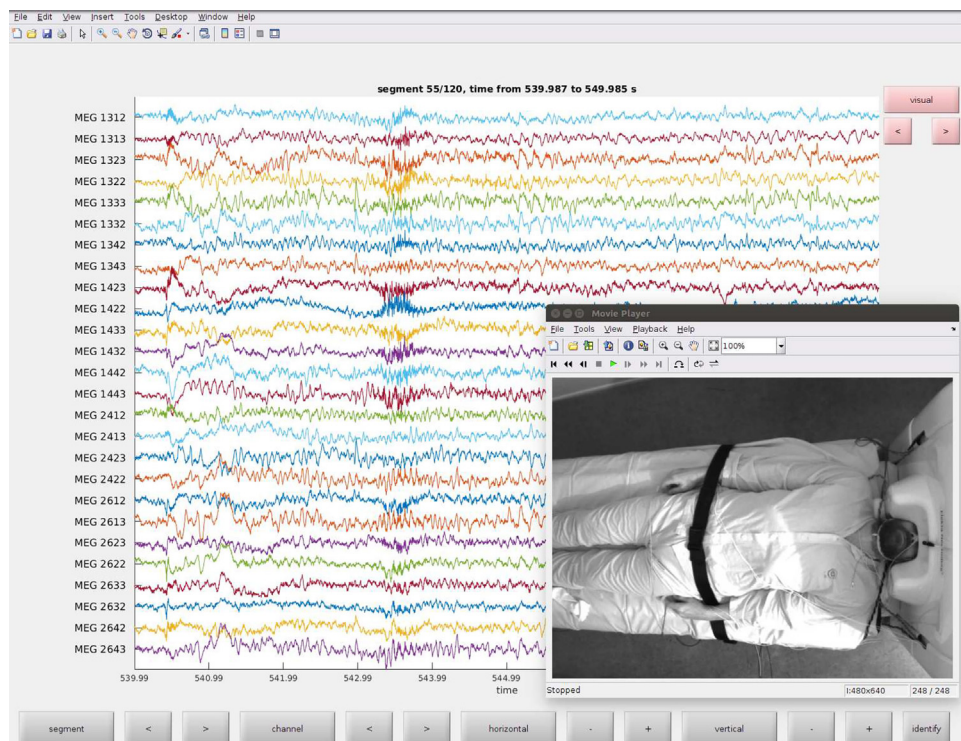 File Edit View Insert Tools Desktop Window Help
segment 55/120, time from 539.987 to 549.985 s
visual
< >
MEG 1312
MEG 1313
MEG 1323
MEG 1322
MEG 1333
MEG 1332
MEG 1342
MEG 1343
MEG 1423
MEG 1422
MEG 1433
MEG 1432
MEG 1442
MEG 1443
MEG 2412
MEG 2413
MEG 2423
MEG 2422
MEG 2612
MEG 2613
MEG 2623
MEG 2622
MEG 2633
MEG 2632
MEG 2642
MEG 2643
539.99 540.99 541.99 542.99 543.99 544.99
time
Movie Player
File Tools View Playback Help
100%
Stopped I:480x640 248 / 248
segment < > channel < > horizontal - + vertical - + identify